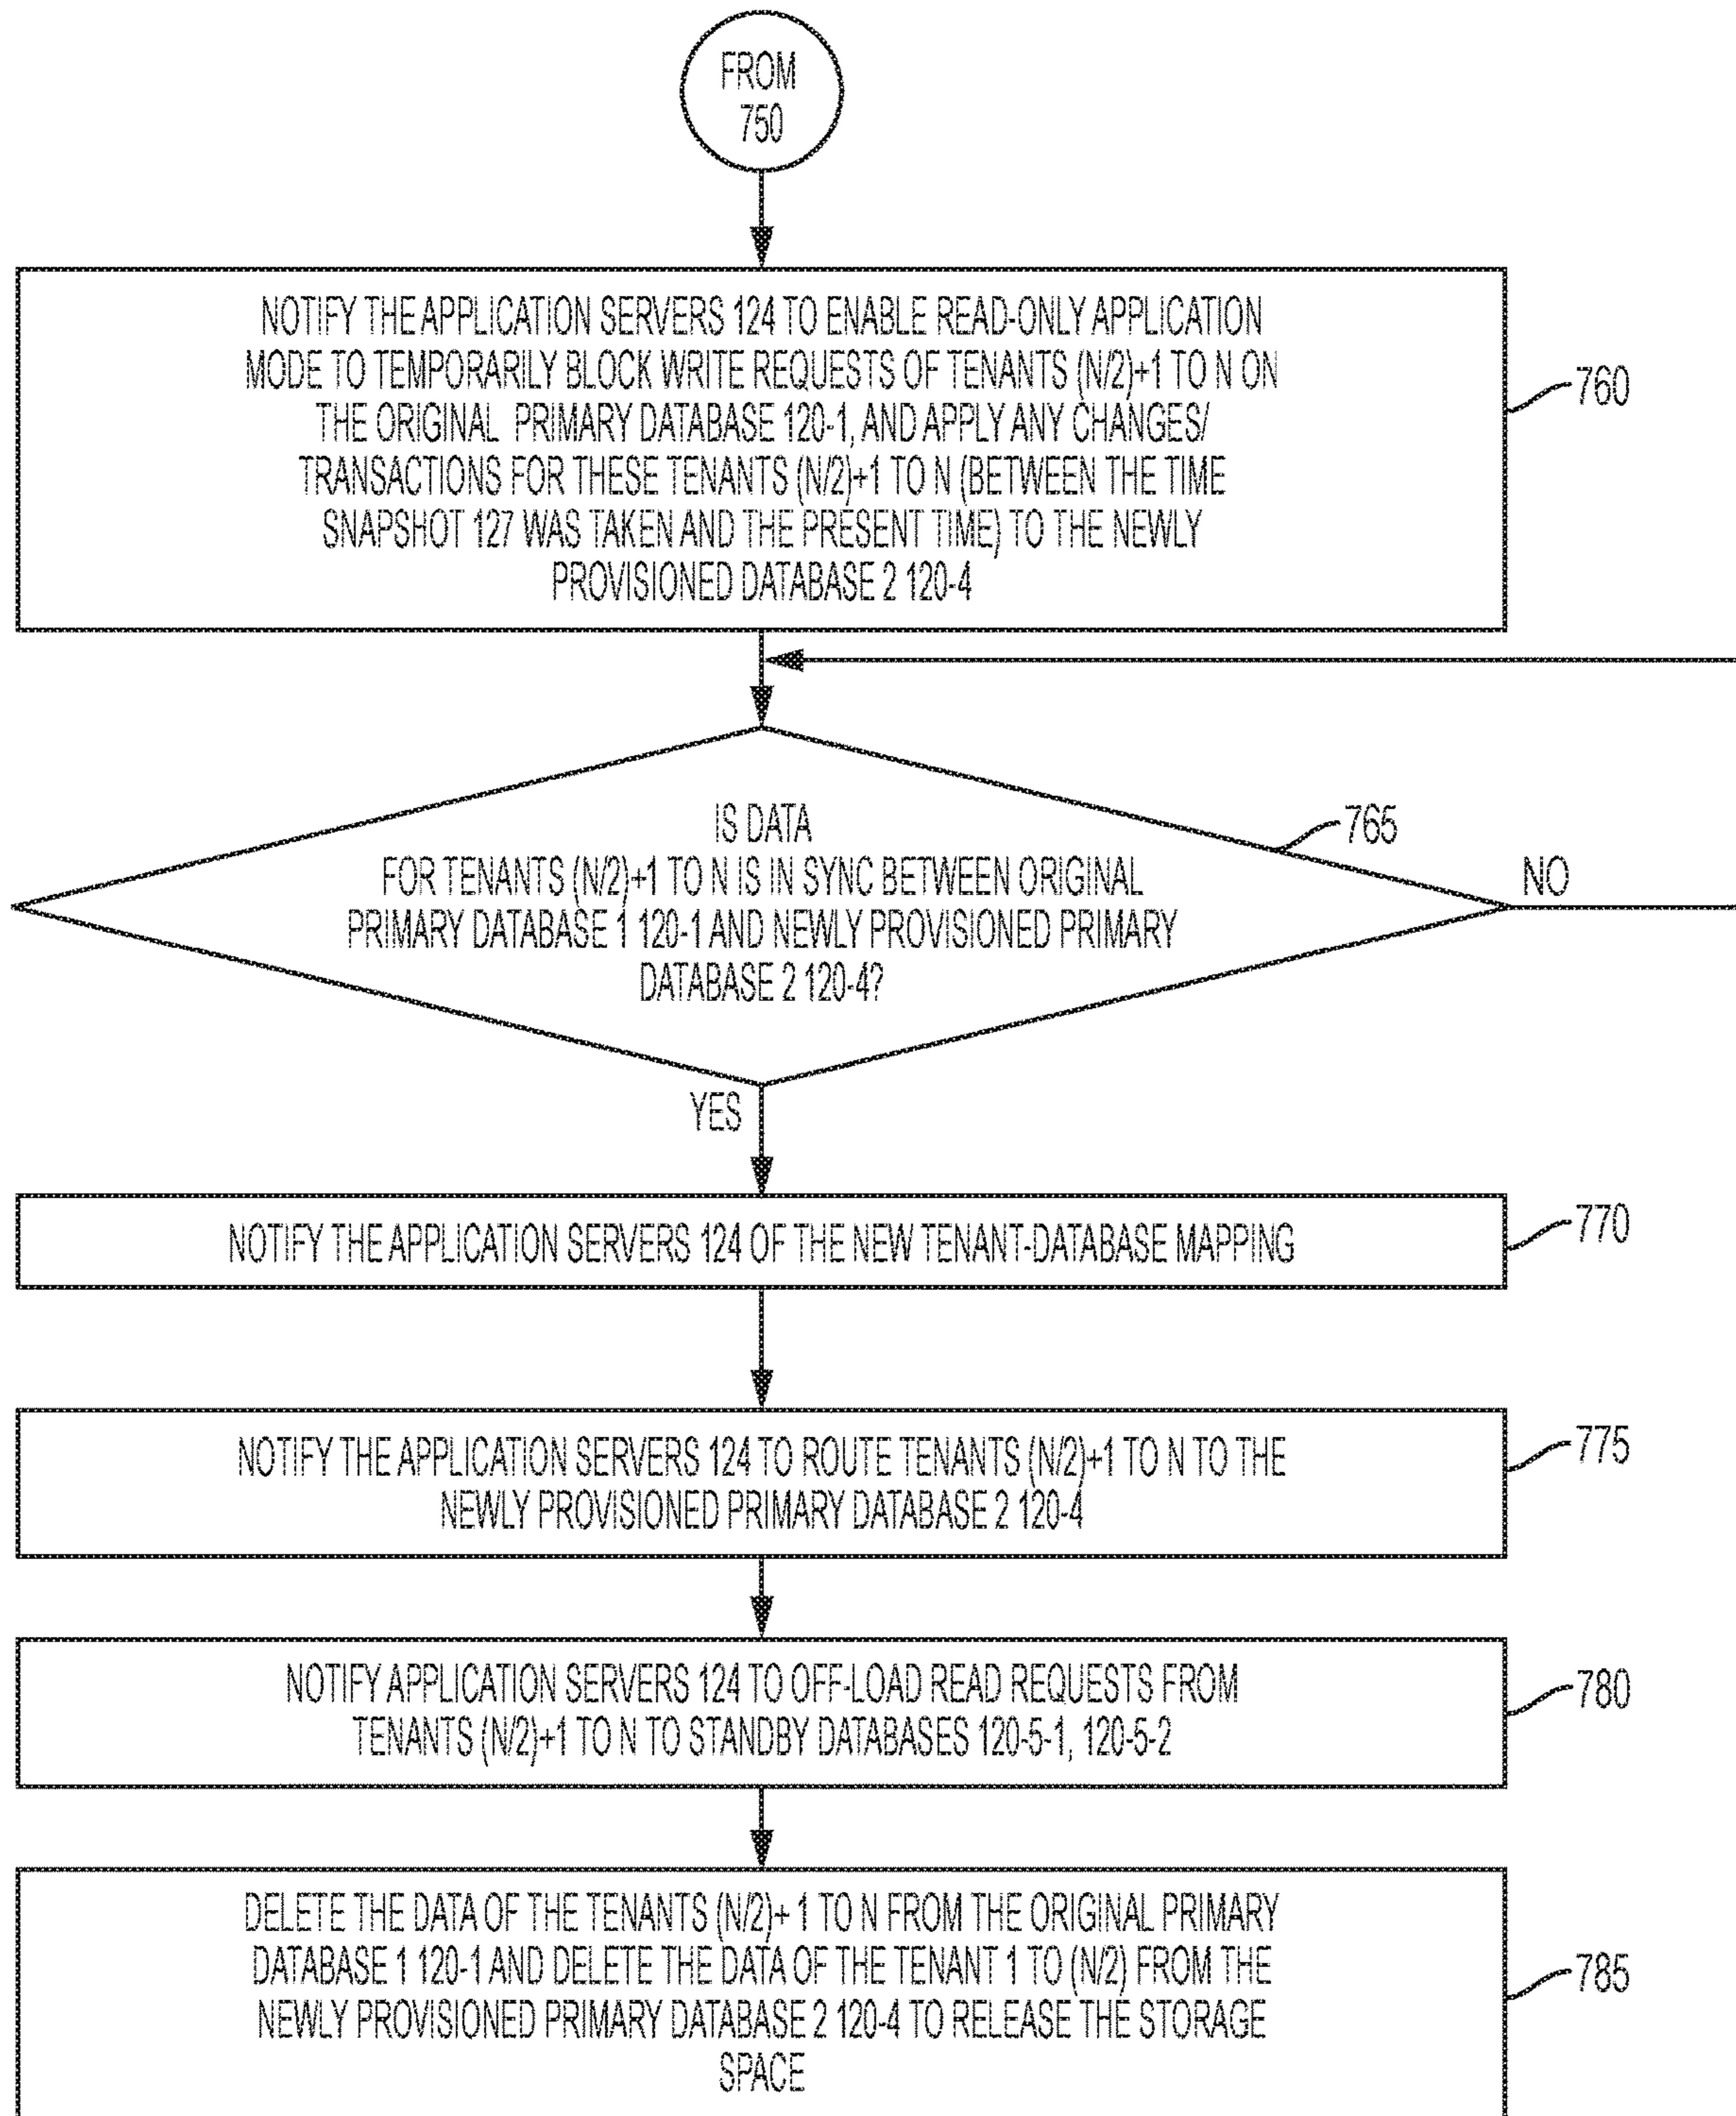 FROM
750
NOTIFY THE APPLICATION SERVERS 124 TO ENABLE READ-ONLY APPLICATION
MODE TO TEMPORARILY BLOCK WRITE REQUESTS OF TENANTS (N/2)+1 TO N ON
THE ORIGINAL PRIMARY DATABASE 120-1, AND APPLY ANY CHANGES/
TRANSACTIONS FOR THESE TENANTS (N/2)+1 TO N (BETWEEN THE TIME
SNAPSHOT 127 WAS TAKEN AND THE PRESENT TIME) TO THE NEWLY
PROVISIONED DATABASE 2 120-4
760
IS DATA
765
FOR TENANTS (N/2)+1 TO N IS IN SYNC BETWEEN ORIGINAL
NO
PRIMARY DATABASE 1 120-1 AND NEWLY PROVISIONED PRIMARY
DATABASE 2 120-4?
YES
NOTIFY THE APPLICATION SERVERS 124 OF THE NEW TENANT-DATABASE MAPPING
770
NOTIFY THE APPLICATION SERVERS 124 TO ROUTE TENANTS (N/2)+1 TO N TO THE
NEWLY PROVISIONED PRIMARY DATABASE 2 120-4
775
NOTIFY APPLICATION SERVERS 124 TO OFF-LOAD READ REQUESTS FROM
TENANTS (N/2)+1 TO N TO STANDBY DATABASES 120-5-1, 120-5-2
780
DELETE THE DATA OF THE TENANTS (N/2)+ 1 TO N FROM THE ORIGINAL PRIMARY
DATABASE 1 120-1 AND DELETE THE DATA OF THE TENANT 1 TO (N/2) FROM THE
NEWLY PROVISIONED PRIMARY DATABASE 2 120-4 TO RELEASE THE STORAGE
SPACE
785